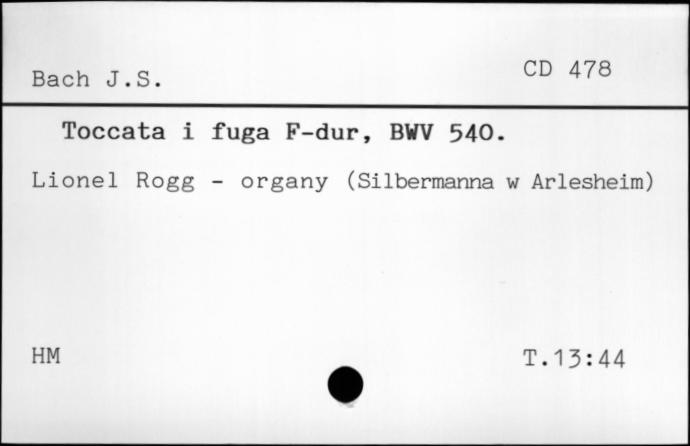 Bach J.S. CD 478
Toccata i fuga F-dur, BWV 540.
Lionel Rogg - organy (Silbermanna w Arlesheim)
HM T.13:44